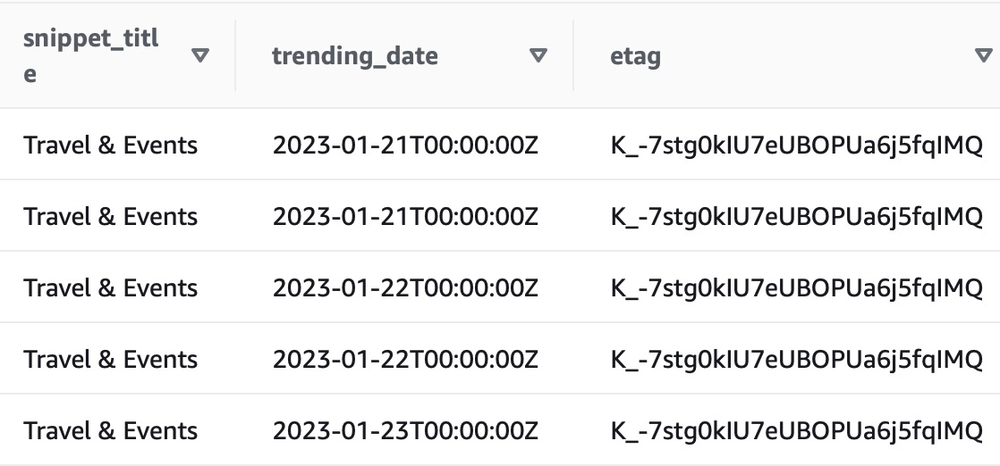 snippet_titl
e
trending_date
etag
Travel & Events 2023-01-21T00:00:00Z K_-7stg0kIU7eUBOPUa6j5fqIMQ
Travel & Events 2023-01-21T00:00:00Z K_-7stg0kIU7eUBOPUa6j5fqIMQ
Travel & Events 2023-01-22T00:00:00Z K_-7stg0kIU7eUBOPUa6j5fqIMQ
Travel & Events 2023-01-22T00:00:00Z K_-7stg0kIU7eUBOPUa6j5fqIMQ
Travel & Events 2023-01-23T00:00:00Z K_-7stg0kIU7eUBOPUa6j5fqIMQ